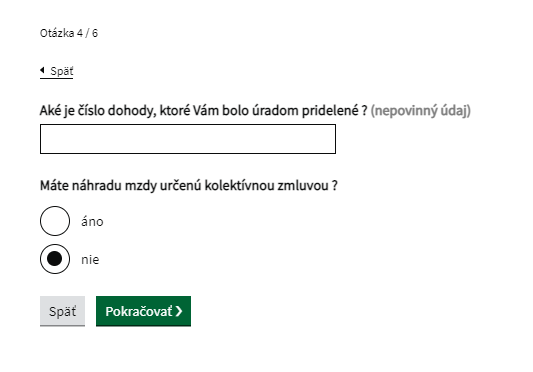 Otázka 4 / 6
Späť
Aké je číslo dohody, ktoré Vám bolo úradom pridelené ? (nepovinný údaj)
Máte náhradu mzdy určenú kolektívnou zmluvou ?
áno
nie
Späť Pokračovať ❯